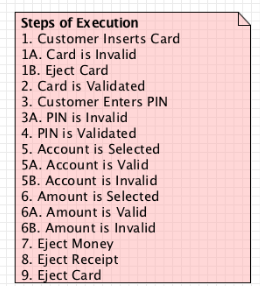 Steps of Execution
1. Customer Inserts Card
1A. Card is Invalid
1B. Eject Card
2. Card is Validated
3. Customer Enters PIN
3A. PIN is Invalid
4. PIN is Validated
5. Account is Selected
5A. Account is Valid
5B. Account is Invalid
6. Amount is Selected
6A. Amount is Valid
6B. Amount is Invalid
7. Eject Money
8. Eject Receipt
9. Eject Card